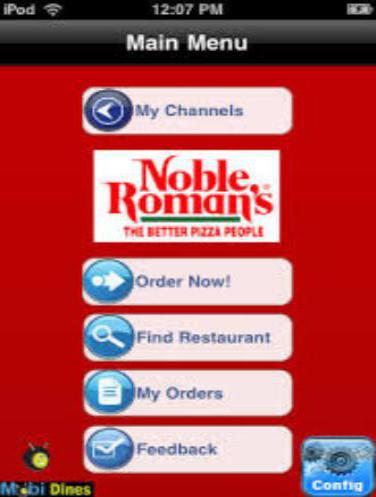 iPod 12:07 PM
Main Menu
My Channels
Noble
Roman's
THE BETTER PIZZA PEOPLE
Order Now!
Find Restaurant
My Orders
Feedback
Mobi Dines
Config